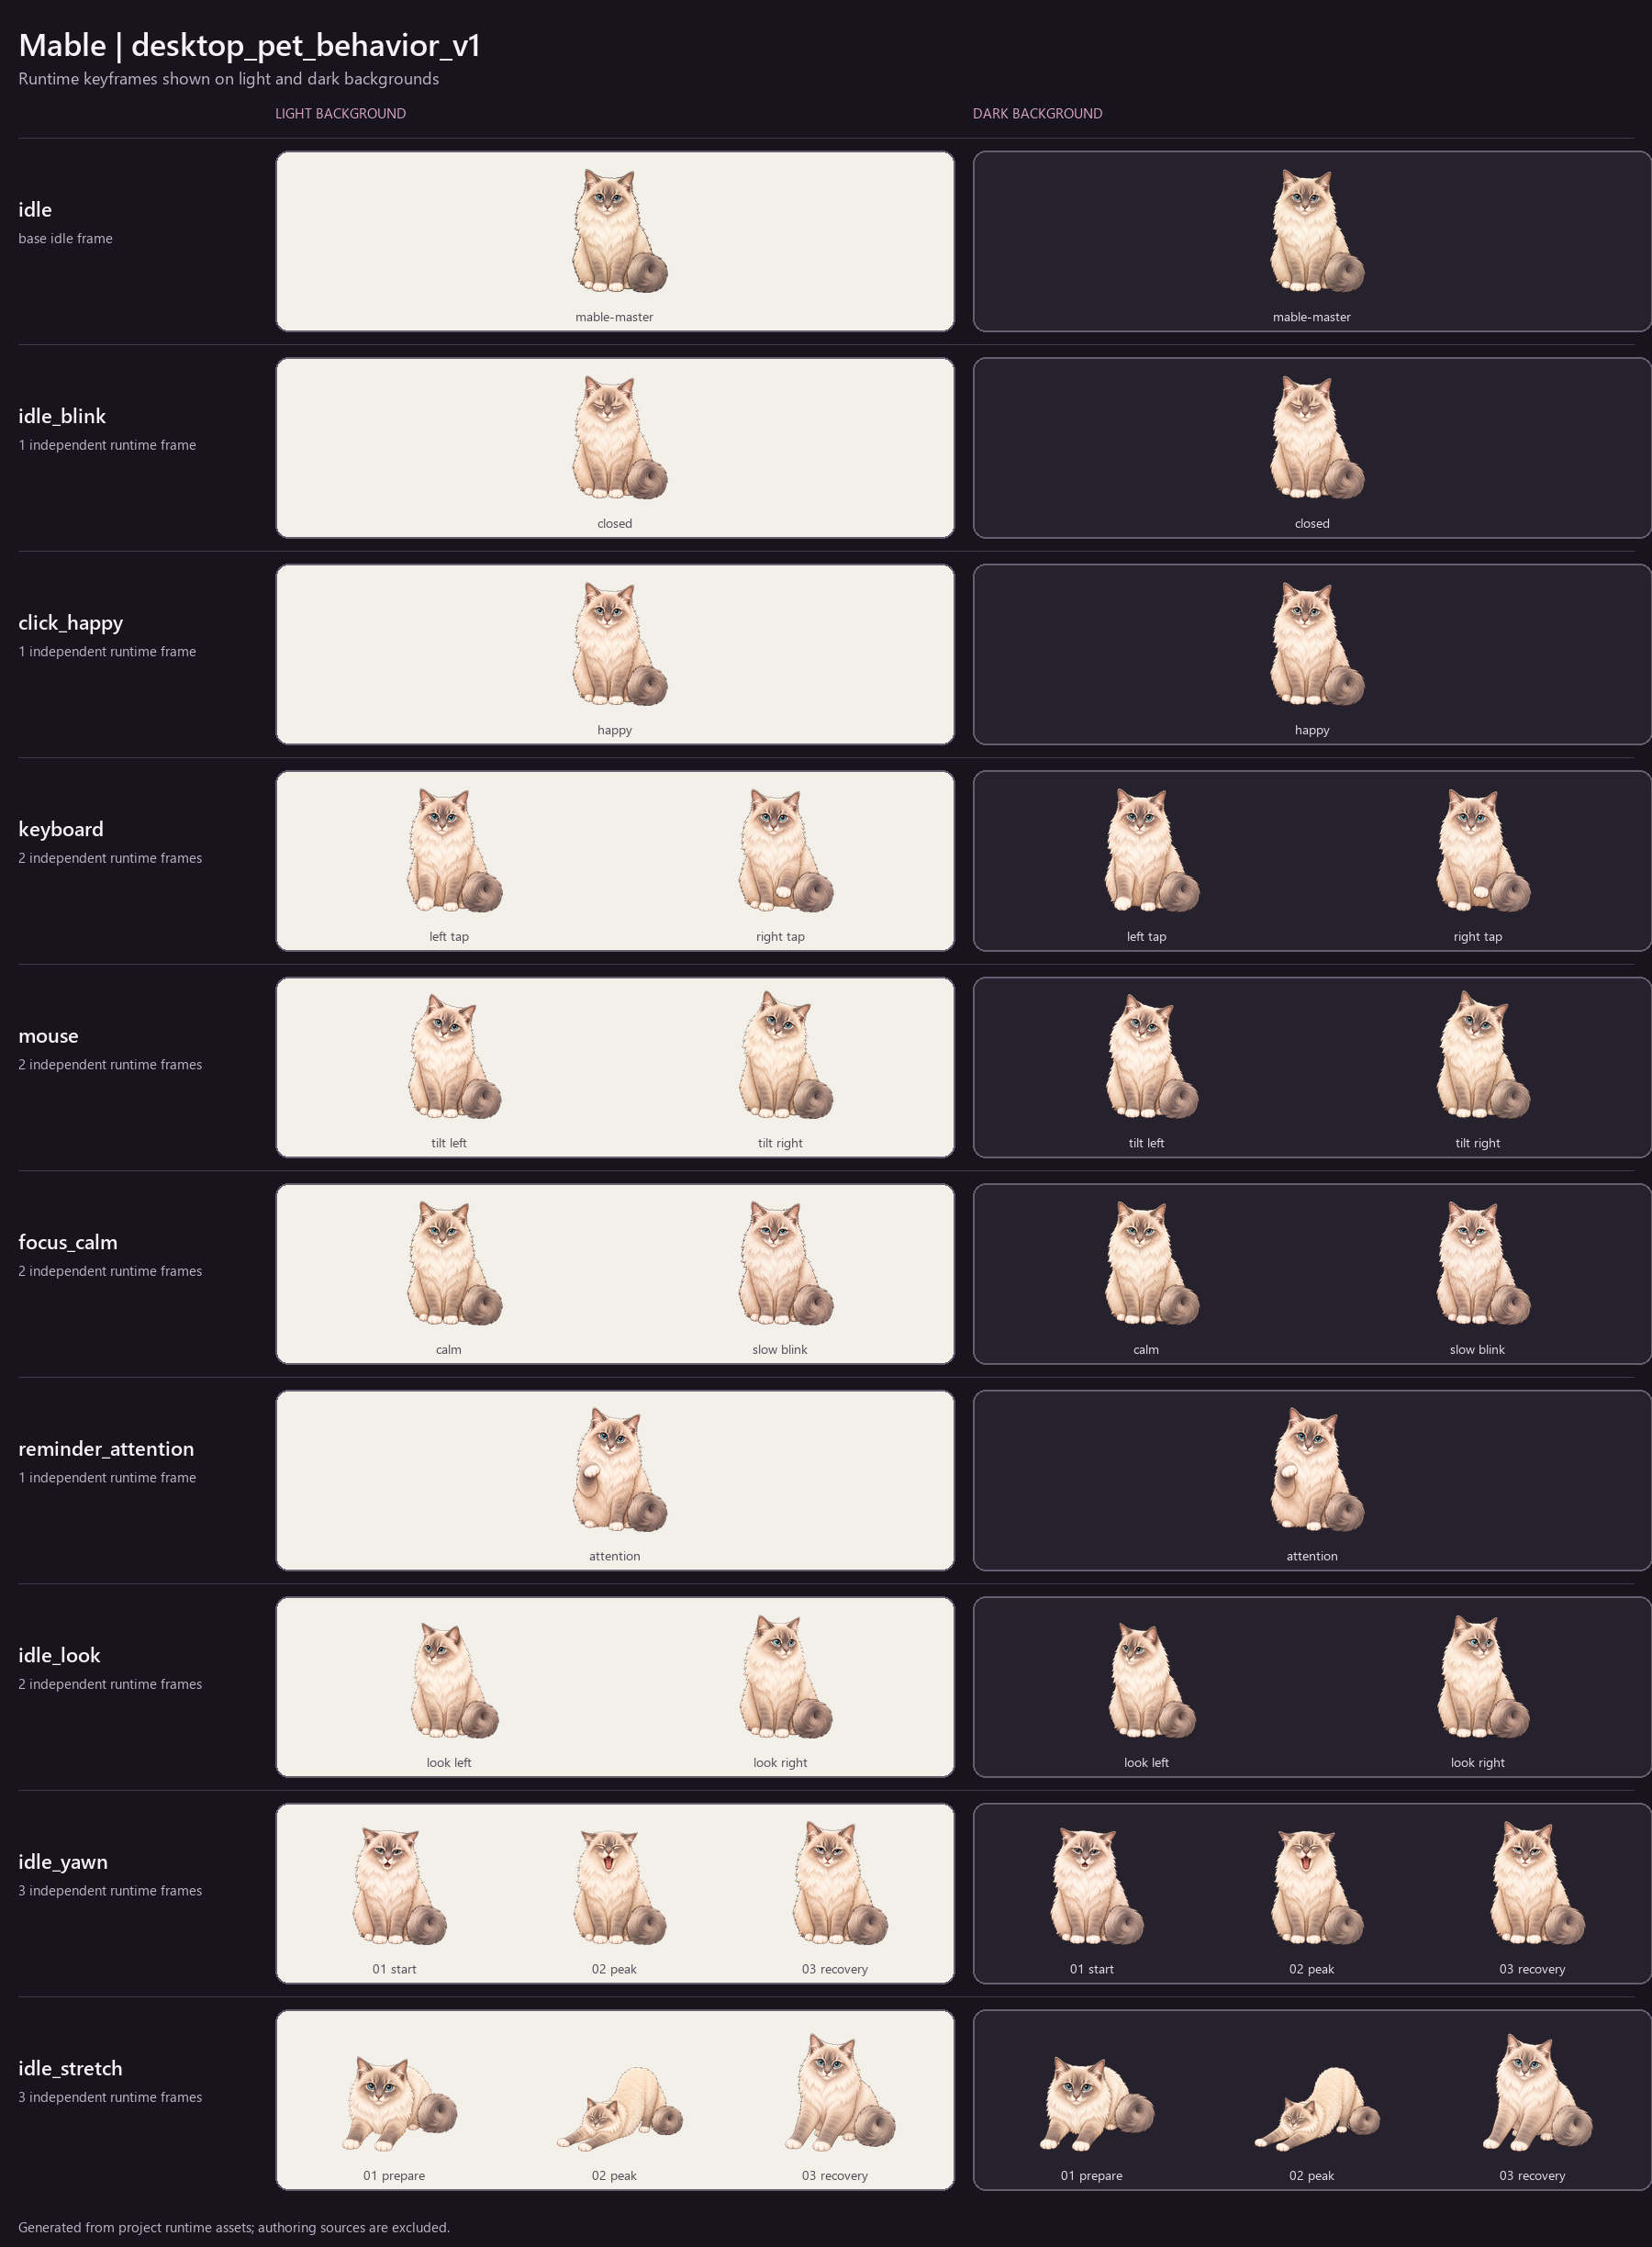 Mable | desktop_pet_behavior_v1
Runtime keyframes shown on light and dark backgrounds
LIGHT BACKGROUND
DARK BACKGROUND
idle
base idle frame
mable-master
mable-master
idle_blink
1 independent runtime frame
closed
closed
click_happy
1 independent runtime frame
happy
happy
keyboard
2 independent runtime frames
left tap
right tap
left tap
right tap
mouse
2 independent runtime frames
tilt left
tilt right
tilt left
tilt right
focus_calm
2 independent runtime frames
calm
slow blink
calm
slow blink
reminder_attention
1 independent runtime frame
attention
attention
idle_look
2 independent runtime frames
look left
look right
look left
look right
idle_yawn
3 independent runtime frames
01 start
02 peak
03 recovery
01 start
02 peak
03 recovery
idle_stretch
3 independent runtime frames
01 prepare
02 peak
03 recovery
01 prepare
02 peak
03 recovery
Generated from project runtime assets; authoring sources are excluded.